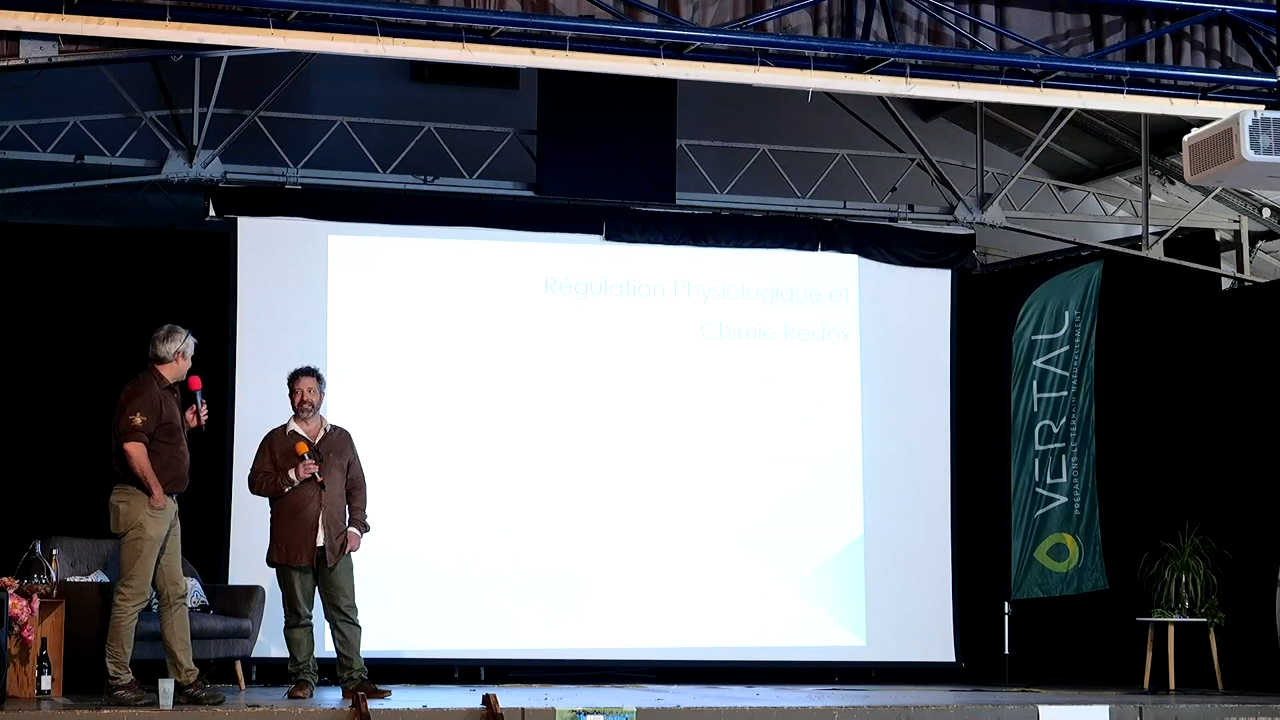 Régulation Physiologique et
Chimie Redox
VERTAL
PRÉPARONS LE TERRAIN NATURELLEMENT